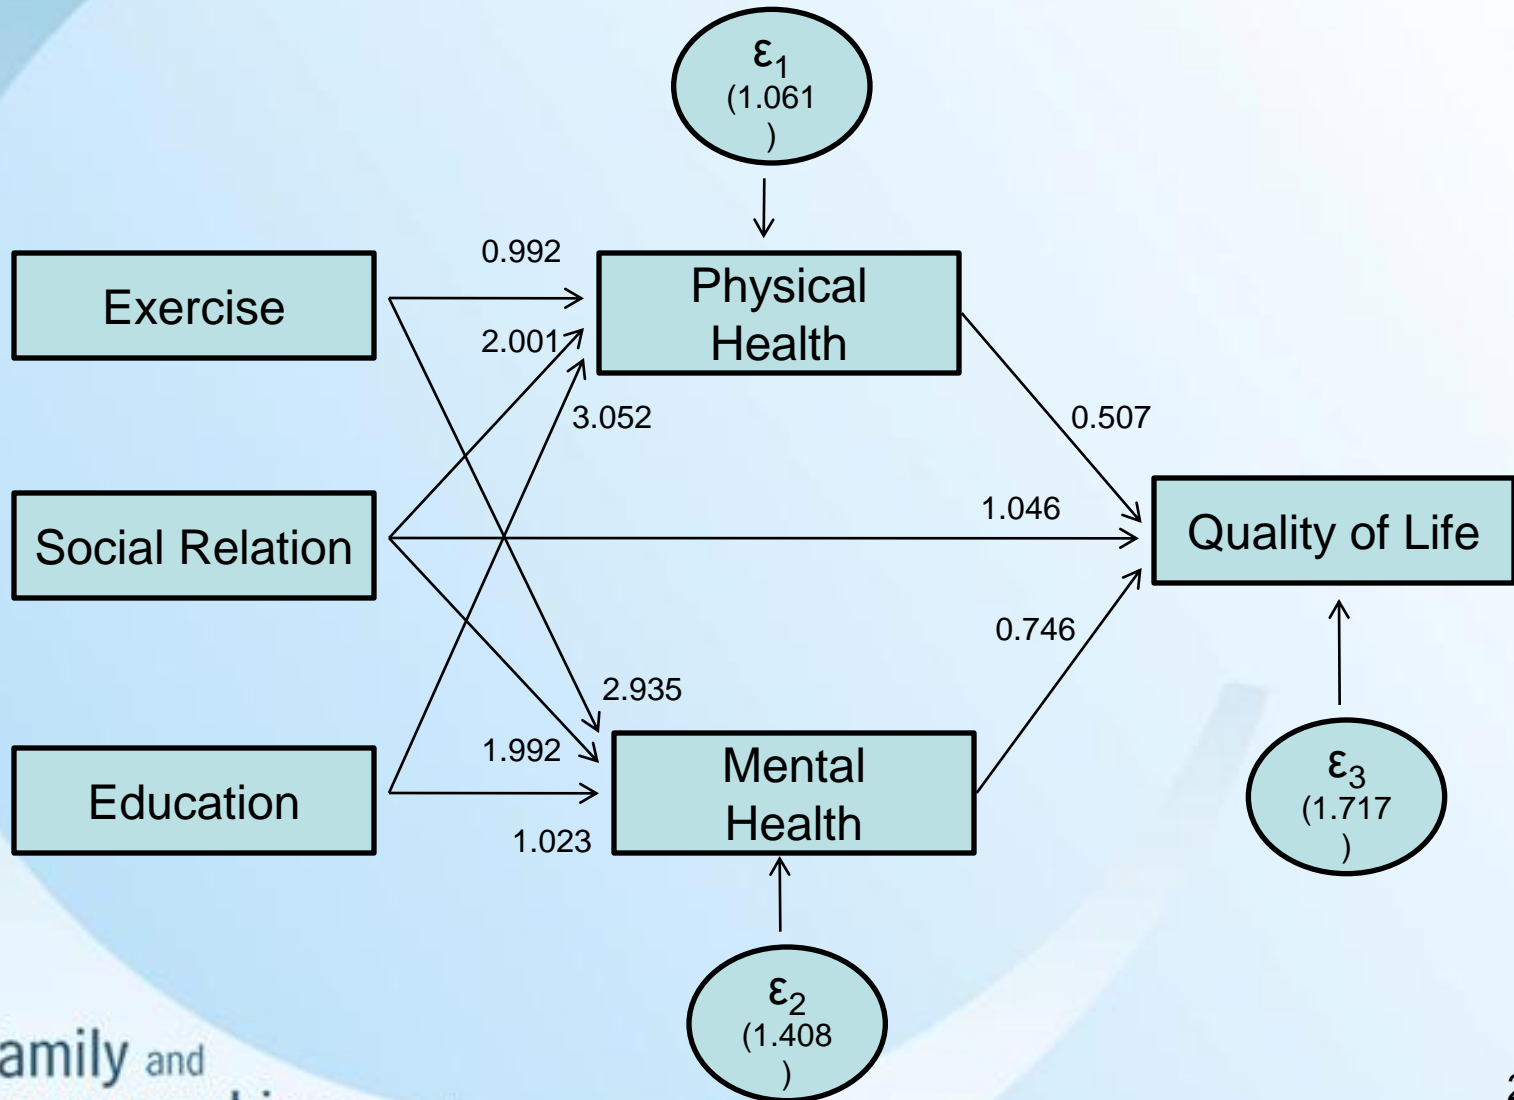 ε1
(1.061
)
0.992
Exercise
Physical
Health
2.001
3.052
0.507
1.046
Social Relation
Quality of Life
0.746
2.935
1.992
Mental
Health
Education
1.023
ε3
(1.717
)
ε2
(1.408
)
amily and
2